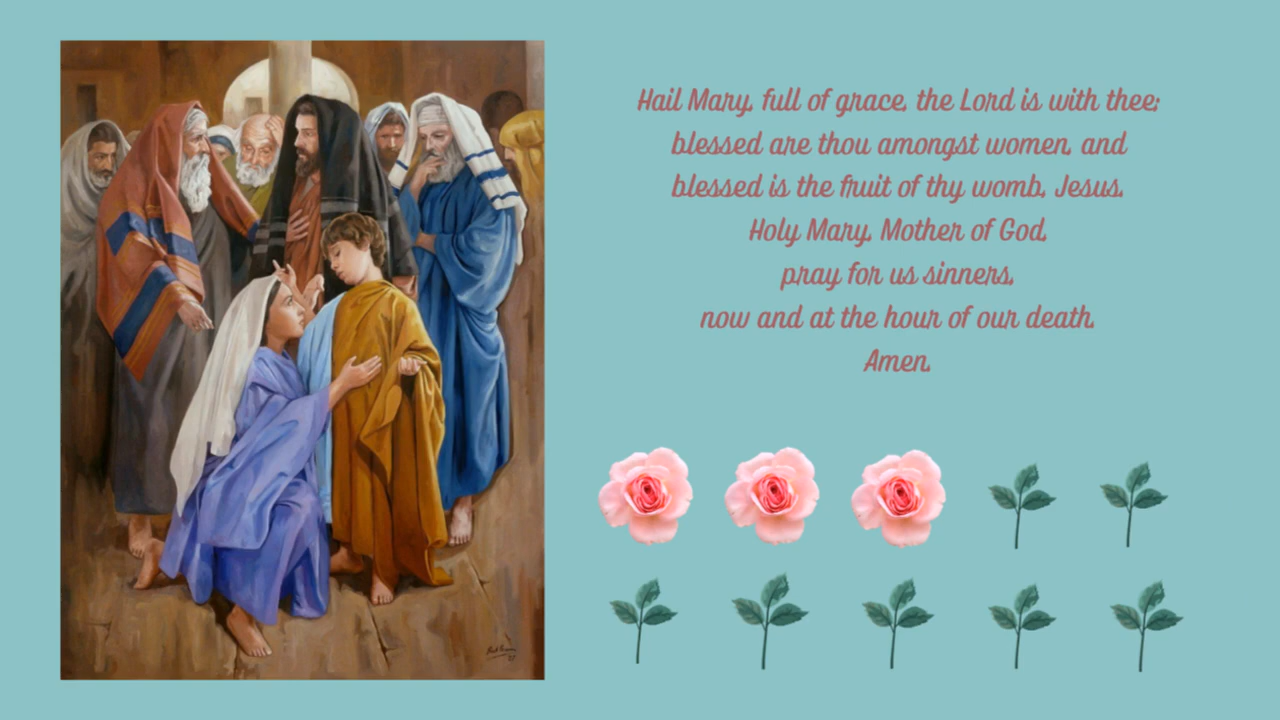 Hail Mary, full of grace, the Lord is with thee;
blessed are thou amongst women, and
blessed is the fruit of thy womb, Jesus.
Holy Mary, Mother of God,
pray for us sinners,
now and at the hour of our death.
Amen.